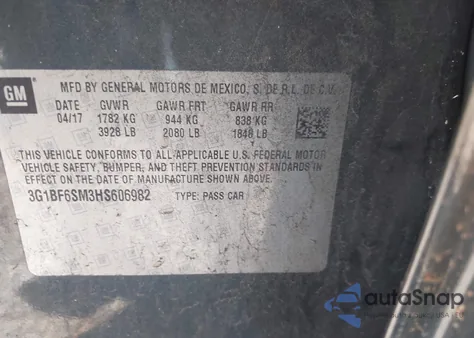 GM
MFD BY GENERAL MOTORS DE MEXICO, S. DE R.L. DE C.V.
DATE GVWR GAWR FRT GAWR RR
04/17 1782 KG 944 KG 838 KG
3928 LB 2080 LB 1848 LB
THIS VEHICLE CONFORMS TO ALL APPLICABLE U.S. FEDERAL MOTOR
VEHICLE SAFETY, BUMPER, AND THEFT PREVENTION STANDARDS
IN EFFECT ON THE DATE OF MANUFACTURE SHOWN ABOVE.
3G1BF6SM3HS606982 TYPE: PASS CAR
autoSnap